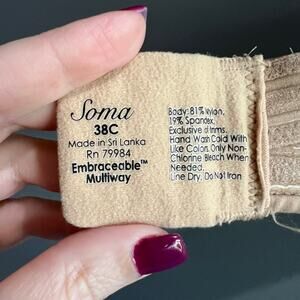 Soma
38C
Made in Sri Lanka
Rn 79984
Embraceable™
Multiway
Body: 81% Nylon,
19% Spandex,
Exclusive of trims.
Hand Wash Cold With
Like Colors. Only Non-
Chlorine Bleach When
Needed.
Line Dry. Do Not Iron